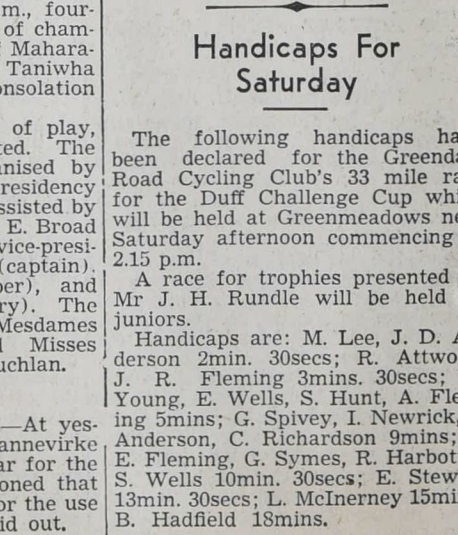 m., four-
of cham-
Mahara-
Taniwha
onsolation
of play,
ted. The
anised by
residency
ssisted by
E. Broad
vice-presi-
(captain).
ber), and
ry). The
Mesdames
Misses
uchlan.
—At yes-
annevirke
ar for the
oned that
or the use
id out.
Handicaps For
Saturday
The following handicaps ha
been declared for the Greenda
Road Cycling Club's 33 mile ra
for the Duff Challenge Cup whi
will be held at Greenmeadows ne
Saturday afternoon commencing
2.15 p.m.
A race for trophies presented
Mr J. H. Rundle will be held
juniors.
Handicaps are: M. Lee, J. D. A
derson 2min. 30secs; R. Attwo
J. R. Fleming 3mins. 30secs;
Young, E. Wells, S. Hunt, A. Fle
ing 5mins; G. Spivey, I. Newrick,
Anderson, C. Richardson 9mins;
E. Fleming, G. Symes, R. Harbot
S. Wells 10min. 30secs; E. Stew
13min. 30secs; L. McInerney 15mi
B. Hadfield 18mins.